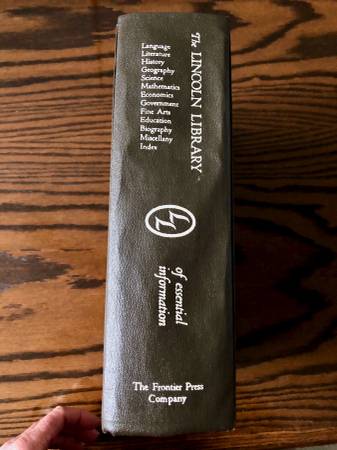 The LINCOLN LIBRARY
Language
Literature
History
Geography
Science
Mathematics
Economics
Government
Fine Arts
Education
Biography
Miscellany
Index
of essential
information
The Frontier Press
Company